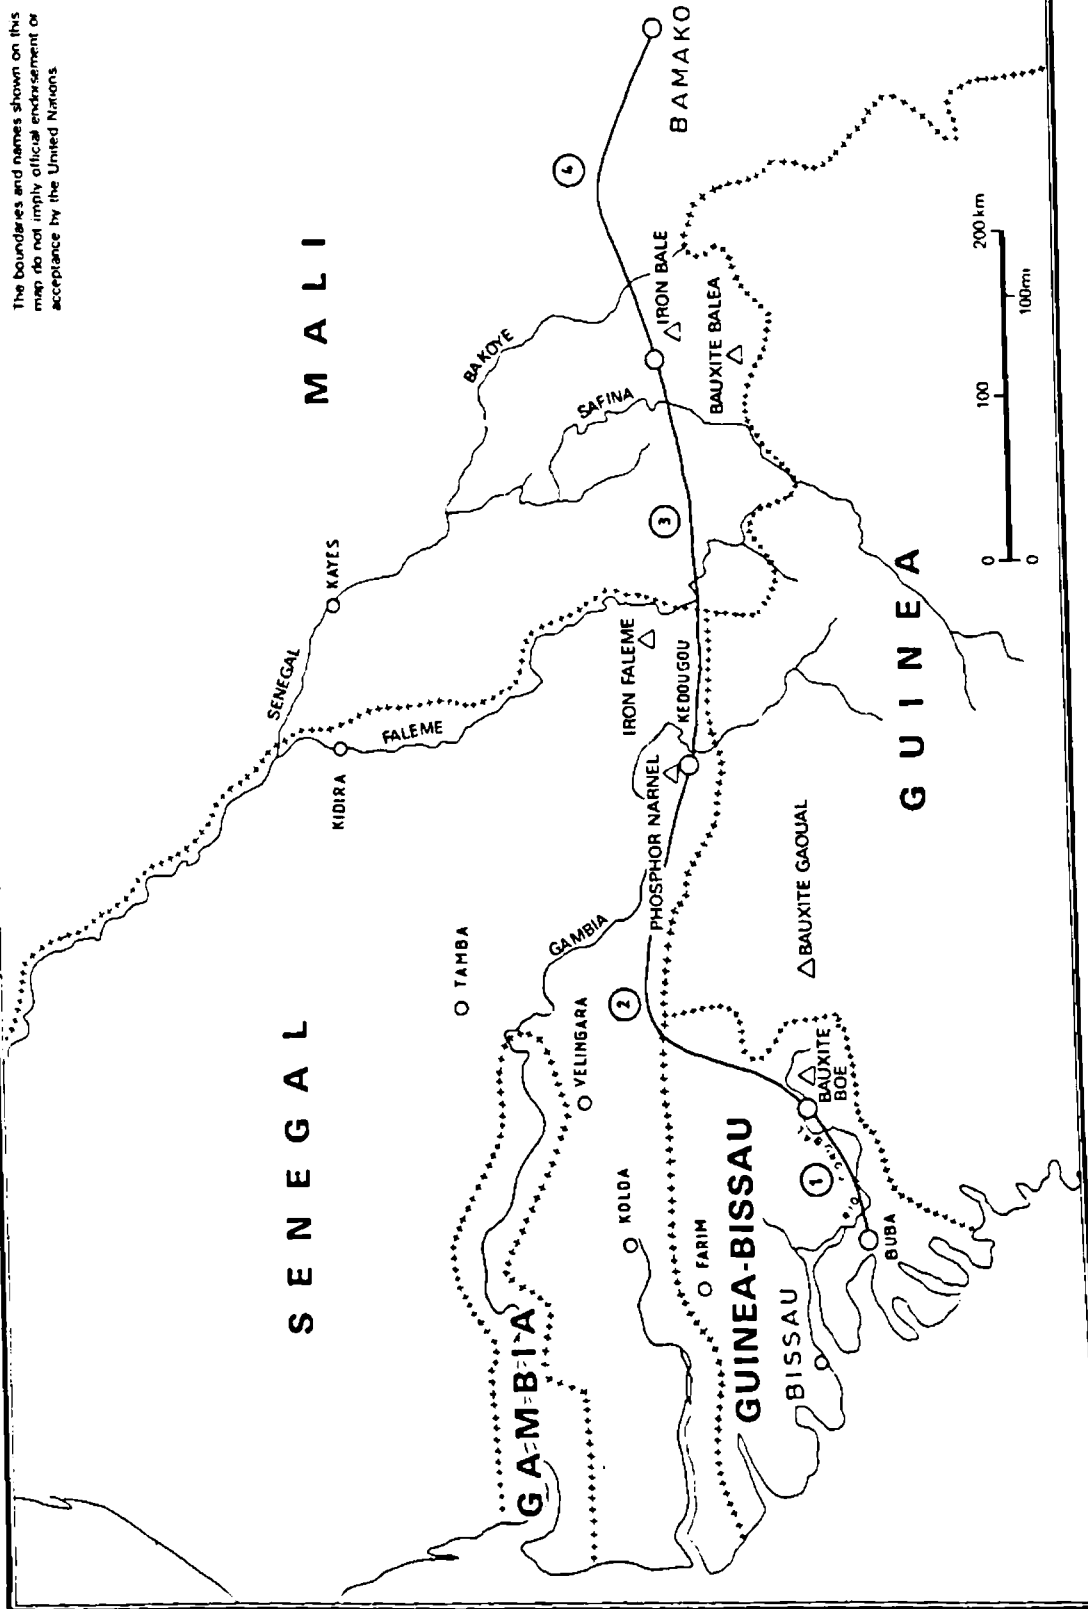 The boundaries and names shown on this
map do not imply official endorsement or
acceptance by the United Nations.
MALI
SENEGAL
KAYES
SENEGAL
KIDIRA
FALEME
BAKOYE
SAFINA
4
BAMAKO
IRON BALE
BAUXITE BALEA
3
IRON FALEME
KEDOUGOU
PHOSPHOR NARNEL
TAMBA
GAMBIA
VELINGARA
2
GAMBIA
KOLDA
FARIM
GUINEA-BISSAU
BISSAU
1
RIO
BUBA
BAUXITE
BOE
BAUXITE GAOUAL
GUINEA
0 100 200 km
0 100mi